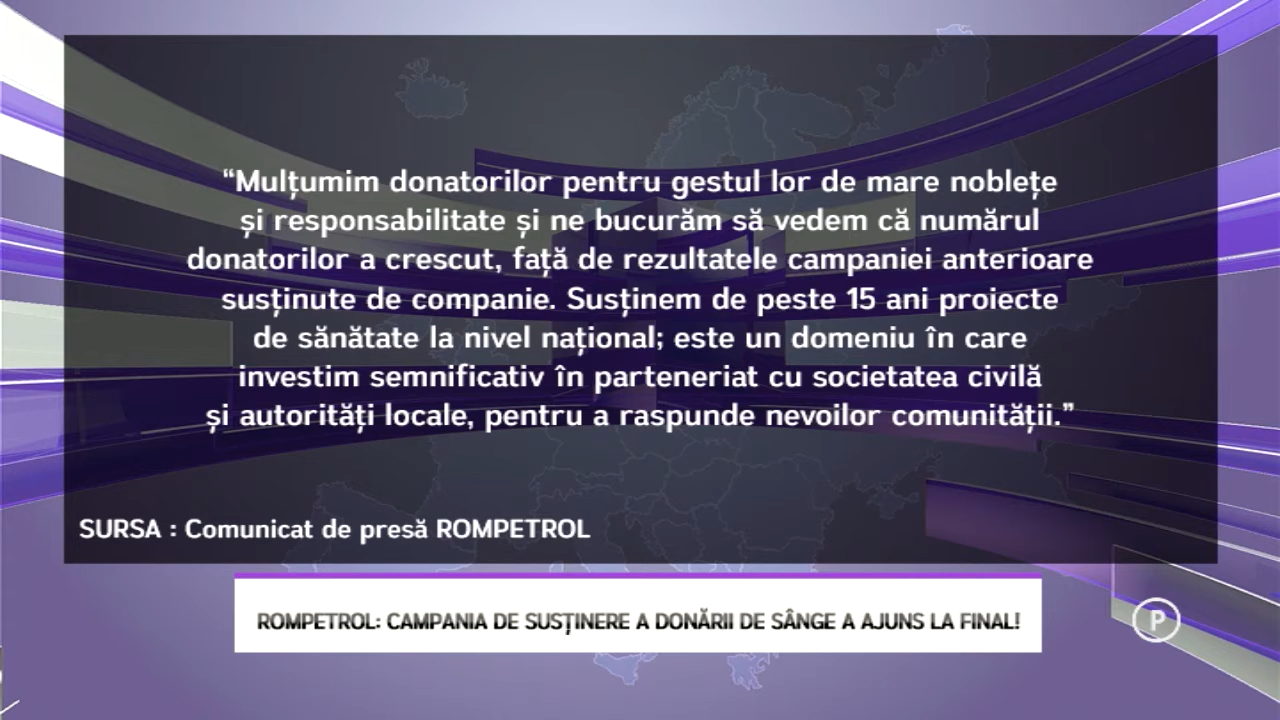 “Mulțumim donatorilor pentru gestul lor de mare noblețe
și responsabilitate și ne bucurăm să vedem că numărul
donatorilor a crescut, față de rezultatele campaniei anterioare
susținute de companie. Susținem de peste 15 ani proiecte
de sănătate la nivel național; este un domeniu în care
investim semnificativ în parteneriat cu societatea civilă
și autorități locale, pentru a raspunde nevoilor comunității.”
SURSA : Comunicat de presă ROMPETROL
ROMPETROL: CAMPANIA DE SUSȚINERE A DONĂRII DE SÂNGE A AJUNS LA FINAL!
P